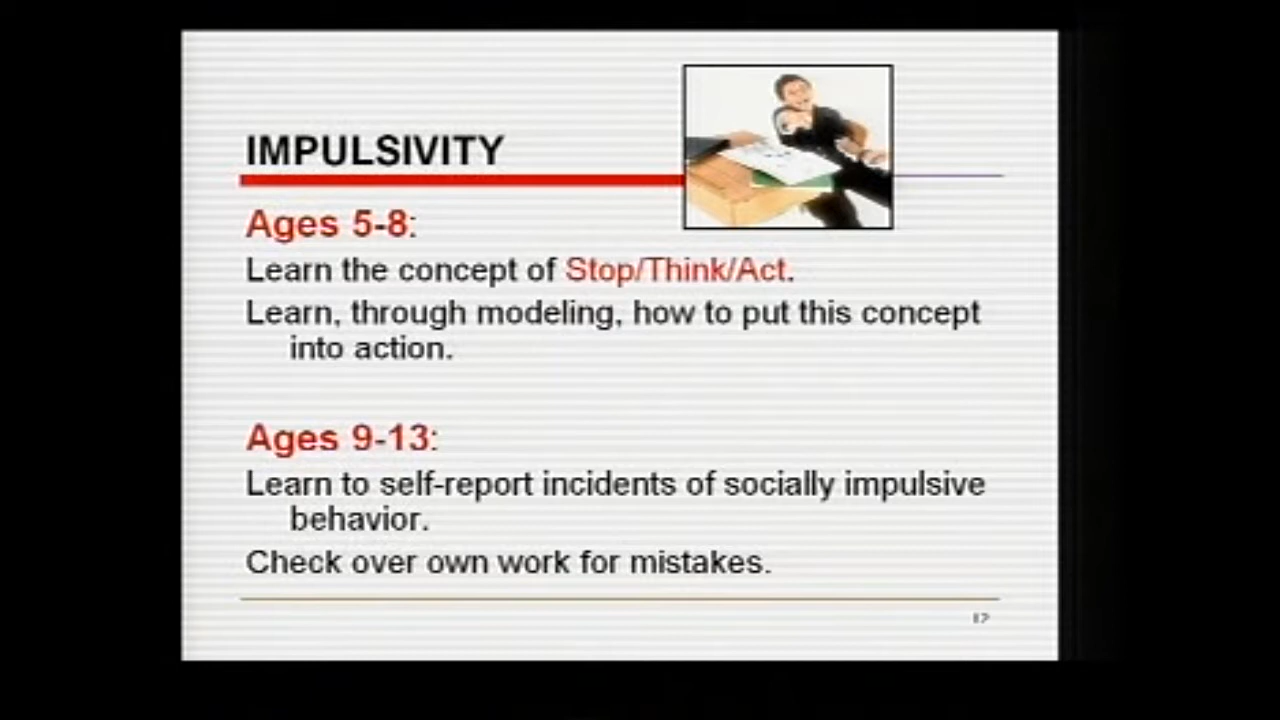 IMPULSIVITY
Ages 5-8:
Learn the concept of Stop/Think/Act.
Learn, through modeling, how to put this concept
into action.
Ages 9-13:
Learn to self-report incidents of socially impulsive
behavior.
Check over own work for mistakes.